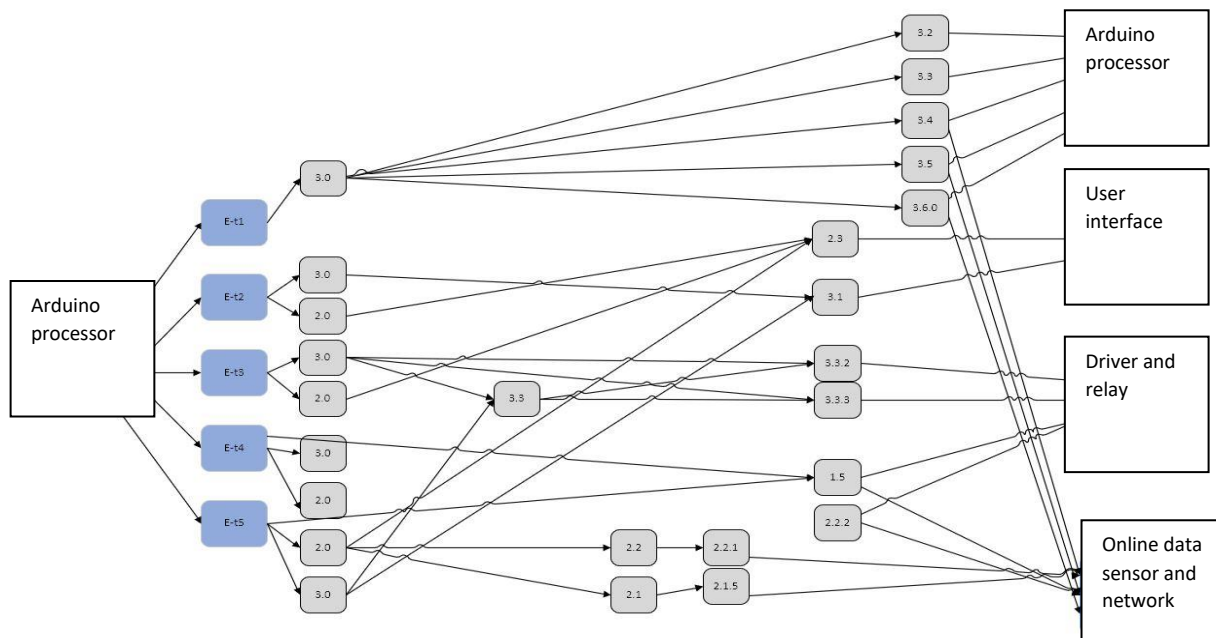 Arduino
processor
E-t1
E-t2
E-t3
E-t4
E-t5
3.0
3.0
2.0
3.0
2.0
3.0
2.0
2.0
3.0
3.3
2.2
2.1
2.2.1
2.1.5
2.3
3.1
3.3.2
3.3.3
1.5
2.2.2
3.2
3.3
3.4
3.5
3.6.0
Arduino
processor
User
interface
Driver and
relay
Online data
sensor and
network